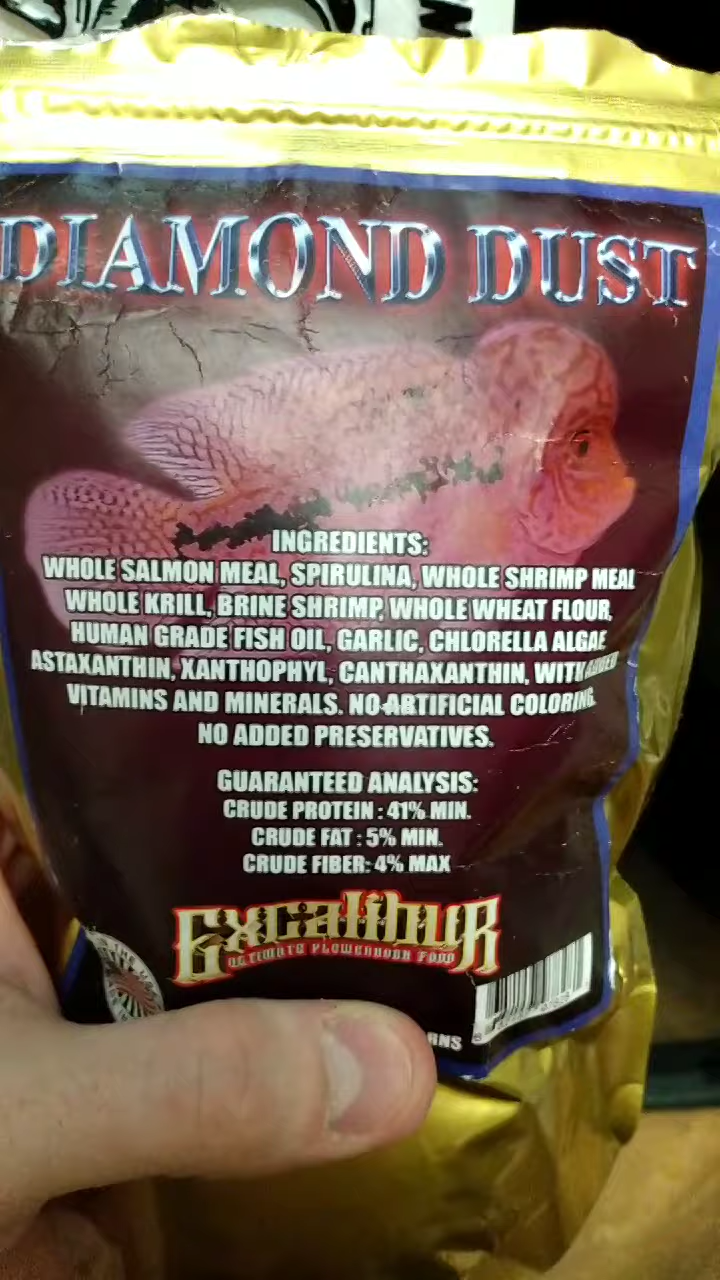 DIAMOND DUST
INGREDIENTS:
WHOLE SALMON MEAL, SPIRULINA, WHOLE SHRIMP MEAL
WHOLE KRILL, BRINE SHRIMP, WHOLE WHEAT FLOUR,
HUMAN GRADE FISH OIL, GARLIC, CHLORELLA ALGAE
ASTAXANTHIN, XANTHOPHYL, CANTHAXANTHIN, WITH ADDED
VITAMINS AND MINERALS. NO ARTIFICIAL COLORING.
NO ADDED PRESERVATIVES.
GUARANTEED ANALYSIS:
CRUDE PROTEIN : 41% MIN.
CRUDE FAT : 5% MIN.
CRUDE FIBER: 4% MAX
Excalibur
ULTIMATE FLOWERHORN FOOD